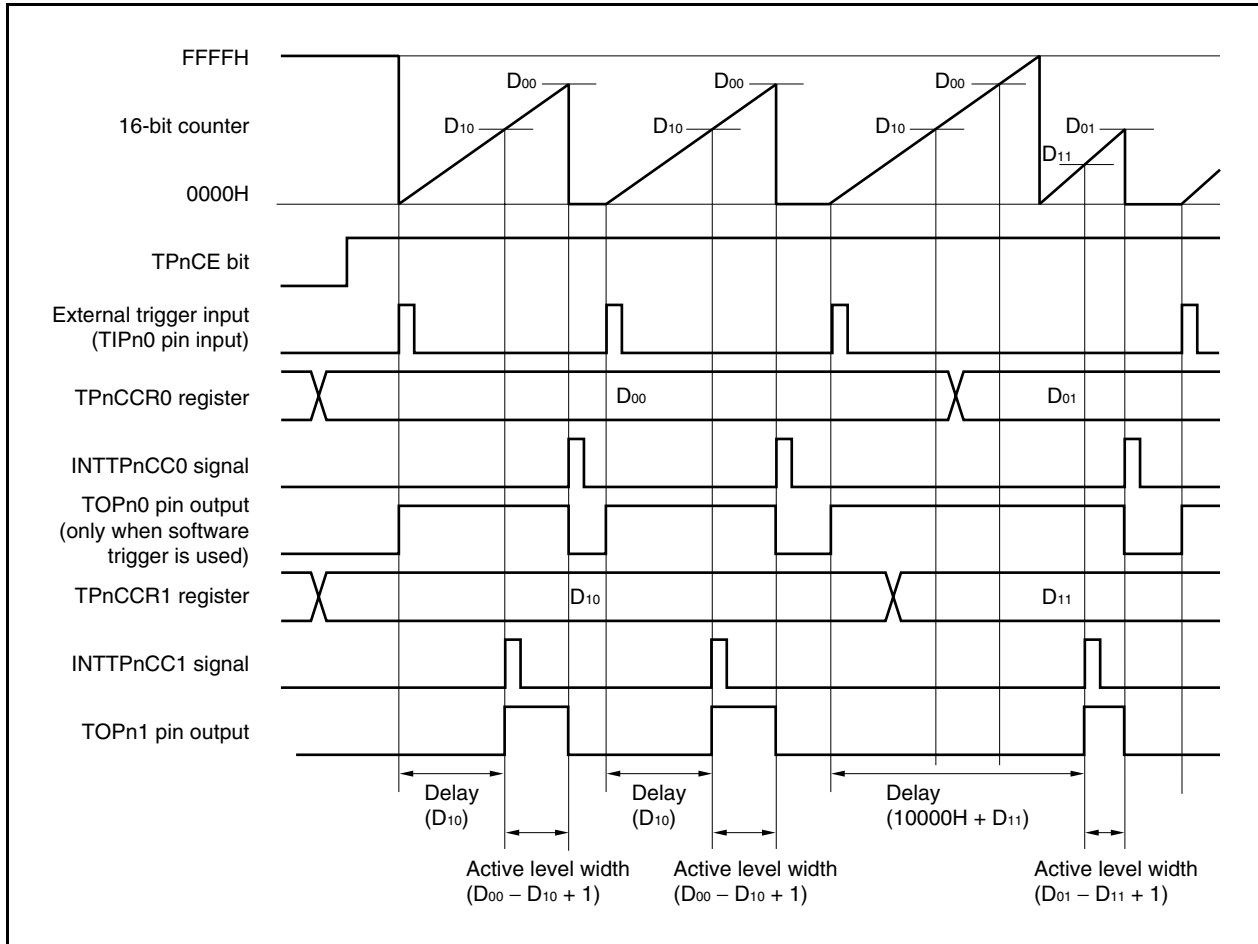 FFFFH
16-bit counter
0000H
D10
D00
D10
D00
D10
D00
D11
D01
TPnCE bit
External trigger input
(TIPn0 pin input)
TPnCCR0 register
D00
D01
INTTPnCC0 signal
TOPn0 pin output
(only when software
trigger is used)
TPnCCR1 register
D10
D11
INTTPnCC1 signal
TOPn1 pin output
Delay
(D10)
Delay
(D10)
Delay
(10000H + D11)
Active level width
(D00 − D10 + 1)
Active level width
(D00 − D10 + 1)
Active level width
(D01 − D11 + 1)